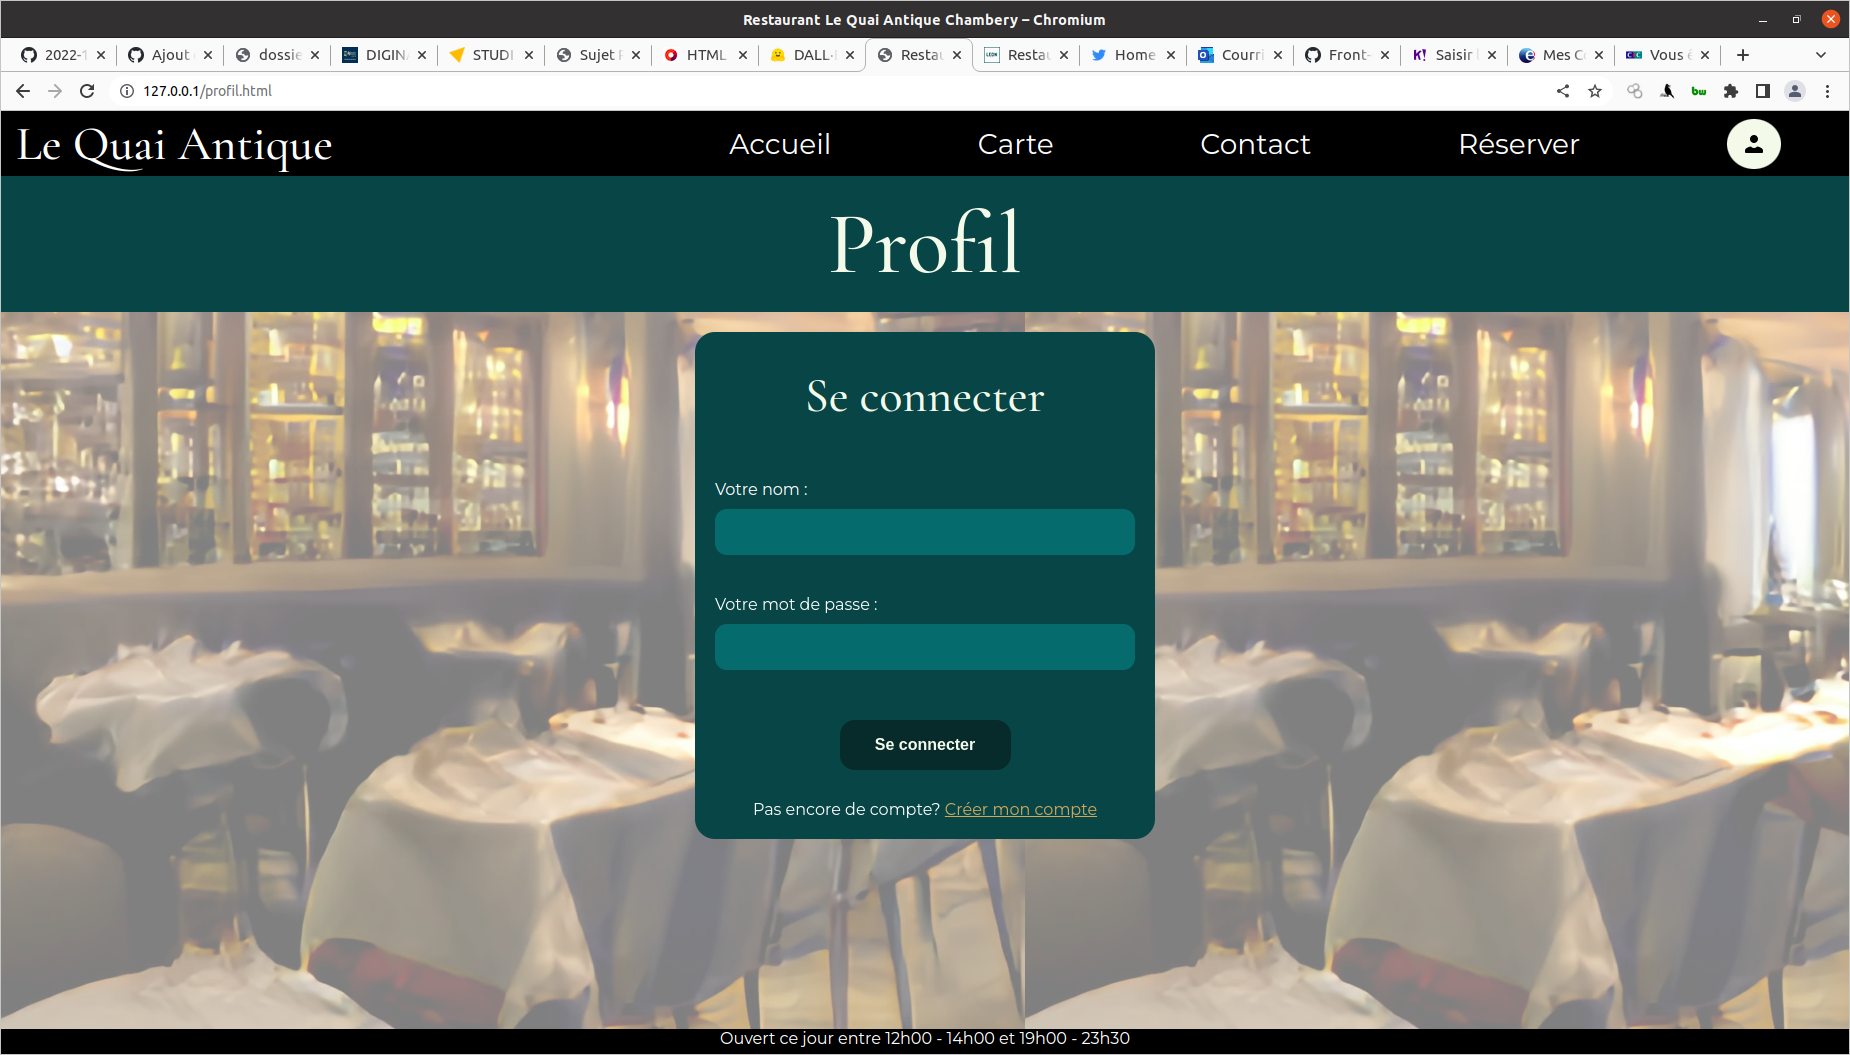 Restaurant Le Quai Antique Chambery – Chromium
2022-1 Ajout dossie DIGIN STUDI Sujet HTML DALL· Restau Restau Home Courri Front- Saisir Mes C Vous
127.0.0.1/profil.html
bw
Le Quai Antique Accueil Carte Contact Réserver
Profil
Se connecter
Votre nom :
Votre mot de passe :
Se connecter
Pas encore de compte? Créer mon compte
Ouvert ce jour entre 12h00 - 14h00 et 19h00 - 23h30